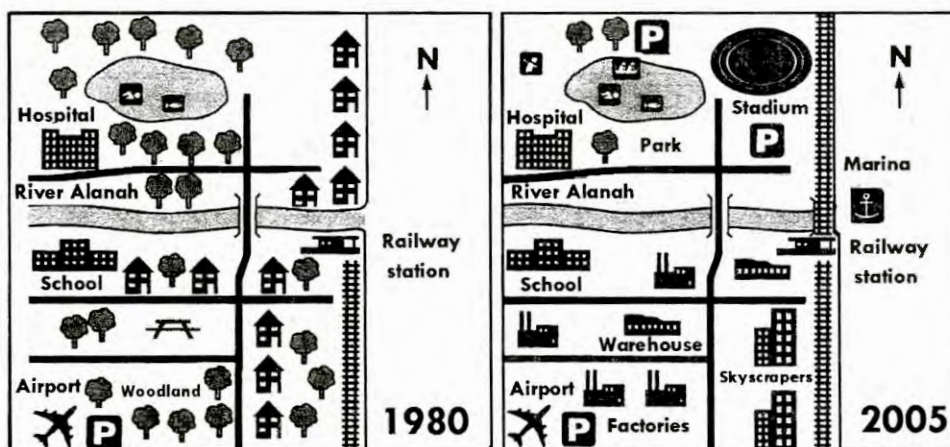 N
Hospital
River Alanah
Railway
station
School
Airport
Woodland
P
1980
P
N
Hospital
Stadium
Park
P
Marina
River Alanah
Railway
station
School
Warehouse
Skyscrapers
Airport
P
Factories
2005